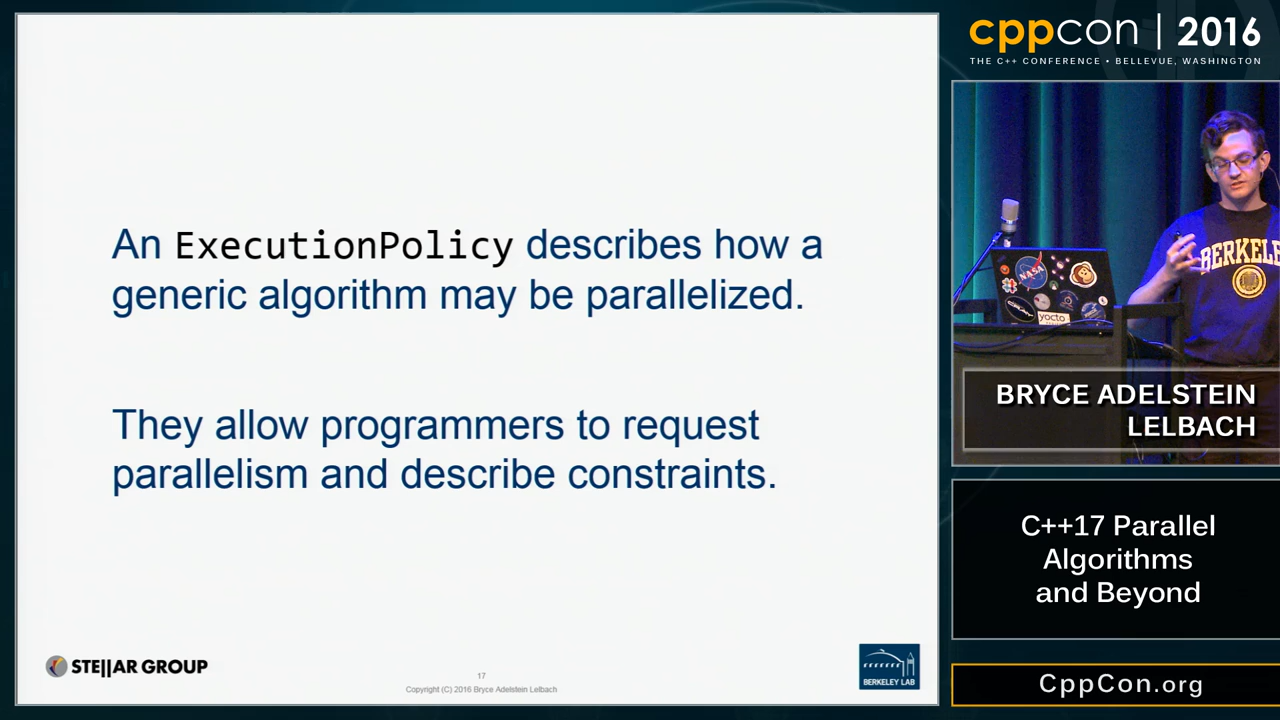 An ExecutionPolicy describes how a
generic algorithm may be parallelized.
They allow programmers to request
parallelism and describe constraints.
STE||AR GROUP
17
Copyright (C) 2016 Bryce Adelstein Lelbach
BERKELEY LAB
cppcon | 2016
THE C++ CONFERENCE • BELLEVUE, WASHINGTON
NASA
yocto
BERKELE
BRYCE ADELSTEIN
LELBACH
C++17 Parallel
Algorithms
and Beyond
CppCon.org